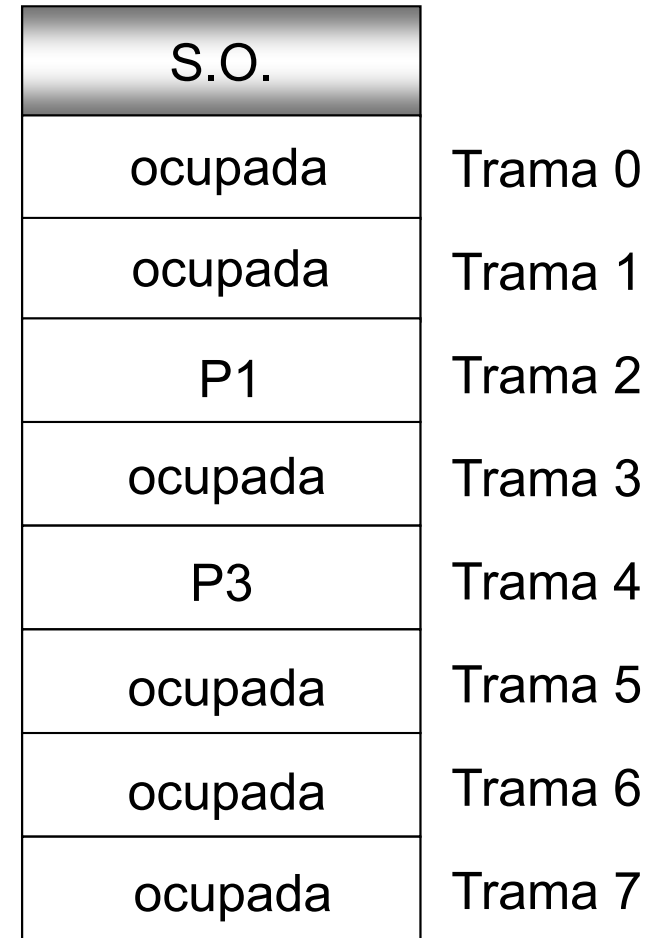 S.O.
ocupada Trama 0
ocupada Trama 1
P1 Trama 2
ocupada Trama 3
P3 Trama 4
ocupada Trama 5
ocupada Trama 6
ocupada Trama 7